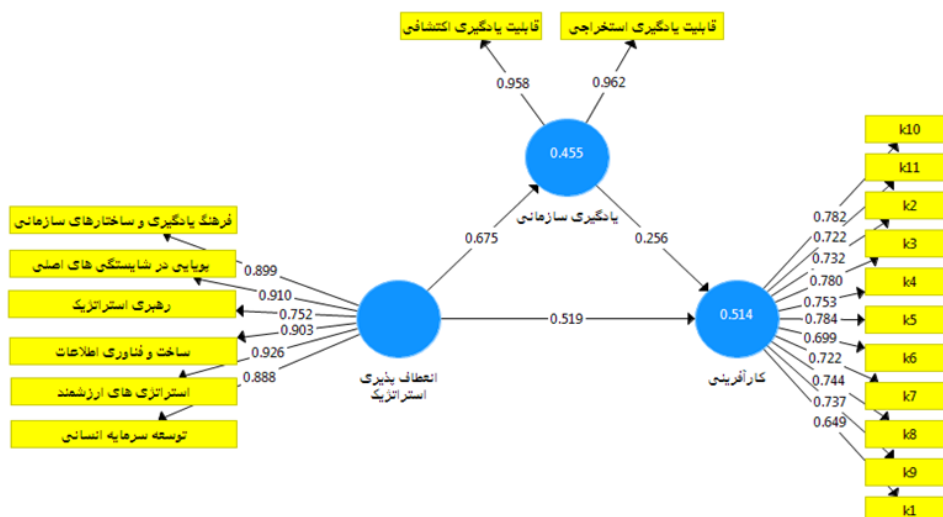 قابلیت یادگیری اکتشافی
قابلیت یادگیری استخراجی
0.958
0.962
0.455
یادگیری سازمانی
0.675
0.256
فرهنگ یادگیری و ساختارهای سازمانی
پویایی در شایستگی های اصلی
رهبری استراتژیک
ساخت و فناوری اطلاعات
استراتژی های ارزشمند
توسعه سرمایه انسانی
0.899
0.910
0.752
0.903
0.926
0.888
انعطاف پذیری
استراتژیک
0.519
0.514
کارآفرینی
0.782
0.722
0.732
0.780
0.753
0.784
0.699
0.722
0.744
0.737
0.649
k10
k11
k2
k3
k4
k5
k6
k7
k8
k9
k1